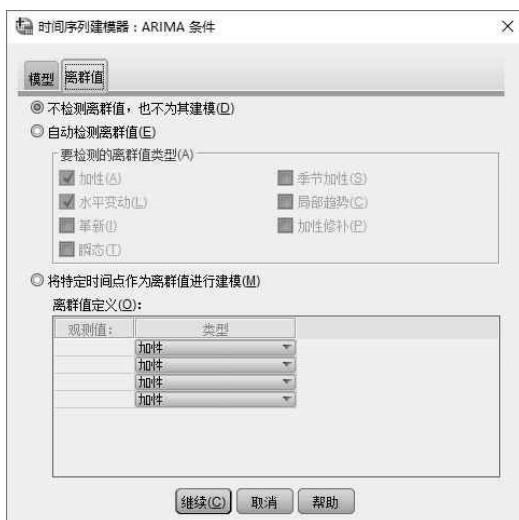 时间序列建模器：ARIMA 条件
模型 离群值
不检测离群值，也不为其建模(D)
自动检测离群值(E)
要检测的离群值类型(A)
加性(A) 季节加性(S)
水平变动(L) 局部趋势(C)
革新(I) 加性修补(P)
瞬态(T)
将特定时间点作为离群值进行建模(M)
离群值定义(O):
观测值: 类型
加性
加性
加性
加性
继续(C) 取消 帮助